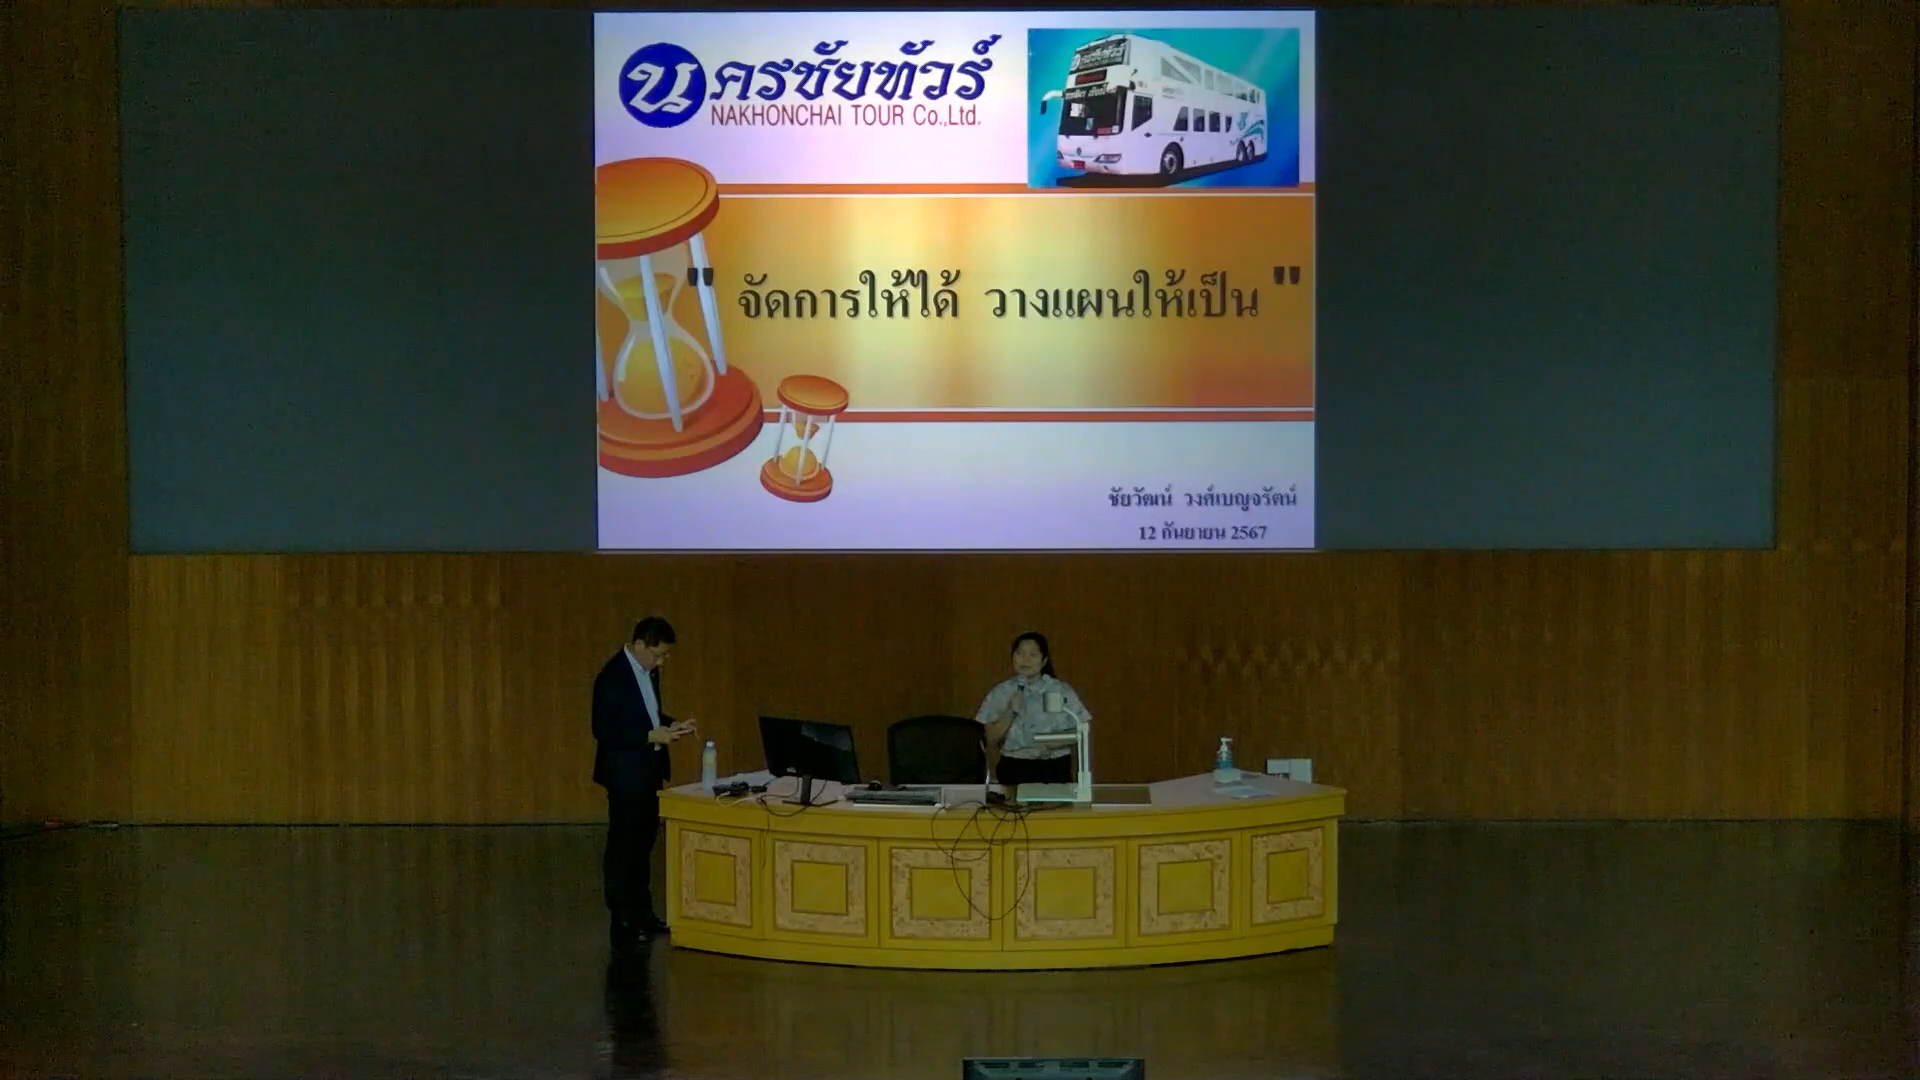 นครชัยทัวร์
NAKHONCHAI TOUR Co.,Ltd.
" จัดการให้ได้ วางแผนให้เป็น "
ชัยวัฒน์ วงศ์เบญจรัตน์
12 กันยายน 2567